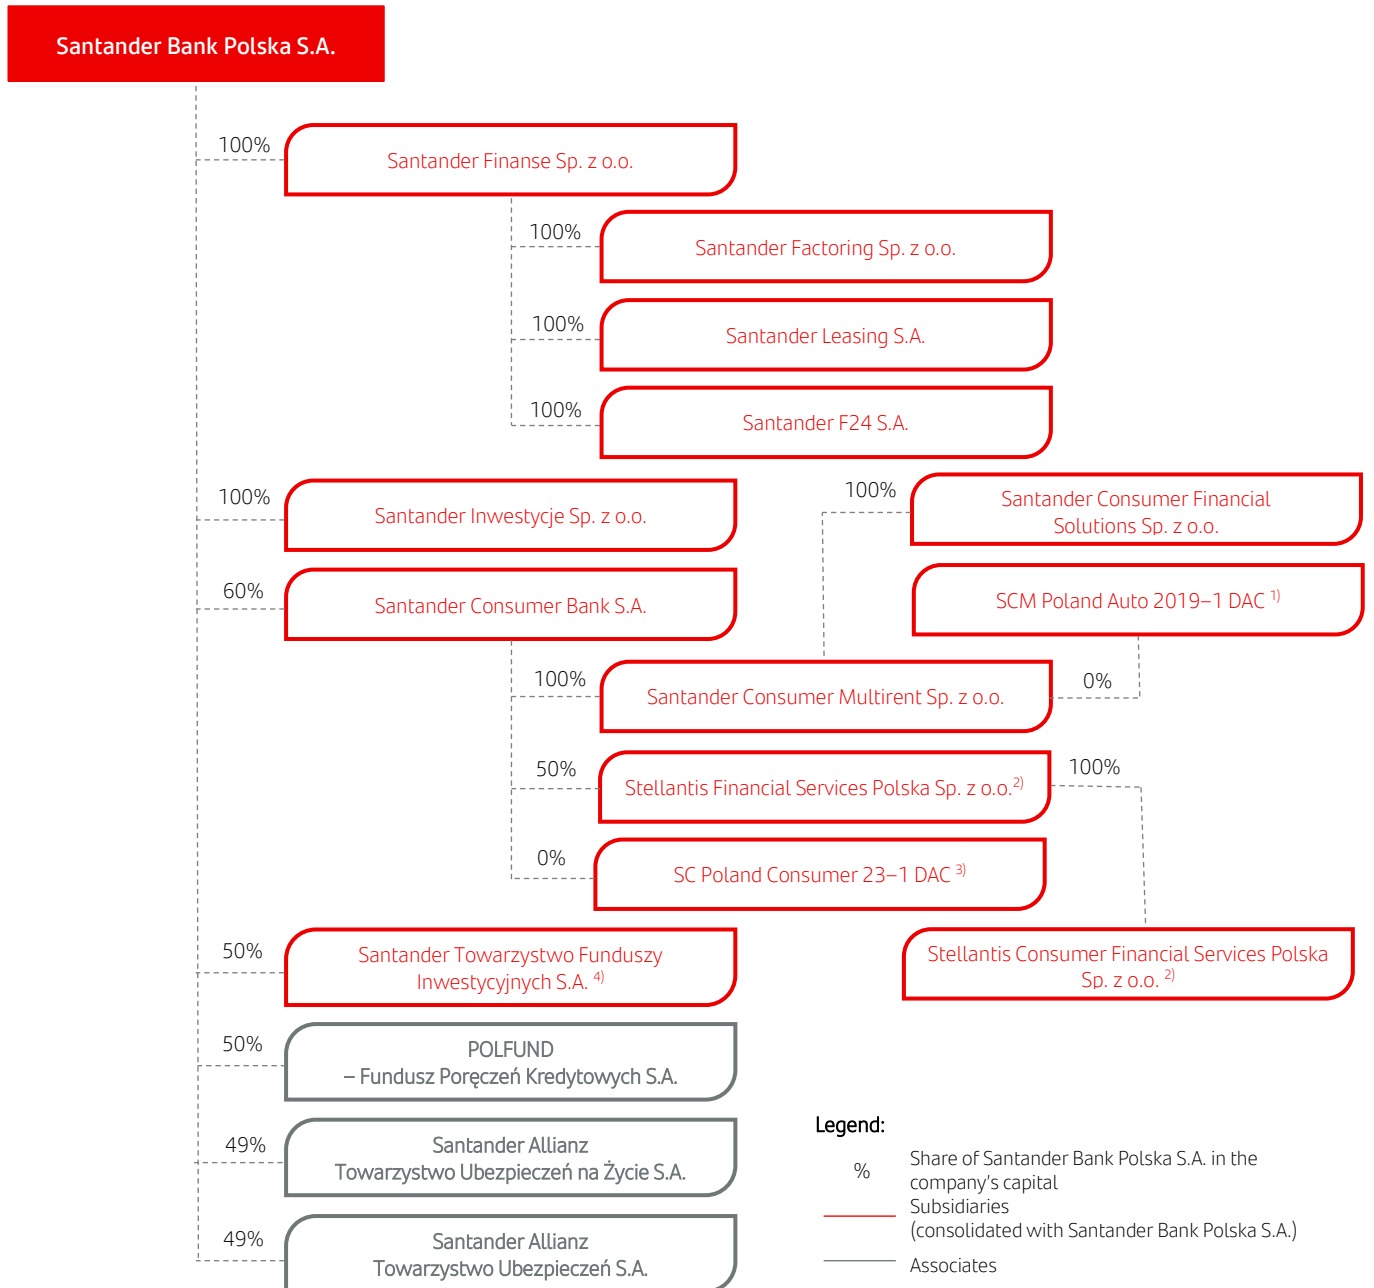 Santander Bank Polska S.A.
100%
Santander Finanse Sp. z o.o.
100%
Santander Factoring Sp. z o.o.
100%
Santander Leasing S.A.
100%
Santander F24 S.A.
100%
Santander Inwestycje Sp. z o.o.
100%
Santander Consumer Financial
Solutions Sp. z o.o.
60%
Santander Consumer Bank S.A.
SCM Poland Auto 2019–1 DAC 1)
100%
Santander Consumer Multirent Sp. z o.o.
0%
50%
Stellantis Financial Services Polska Sp. z o.o.2)
100%
0%
SC Poland Consumer 23–1 DAC 3)
50%
Santander Towarzystwo Funduszy
Inwestycyjnych S.A. 4)
Stellantis Consumer Financial Services Polska
Sp. z o.o. 2)
50%
POLFUND
– Fundusz Poręczeń Kredytowych S.A.
49%
Santander Allianz
Towarzystwo Ubezpieczeń na Życie S.A.
49%
Santander Allianz
Towarzystwo Ubezpieczeń S.A.
Legend:
%
Share of Santander Bank Polska S.A. in the
company's capital
Subsidiaries
(consolidated with Santander Bank Polska S.A.)
Associates